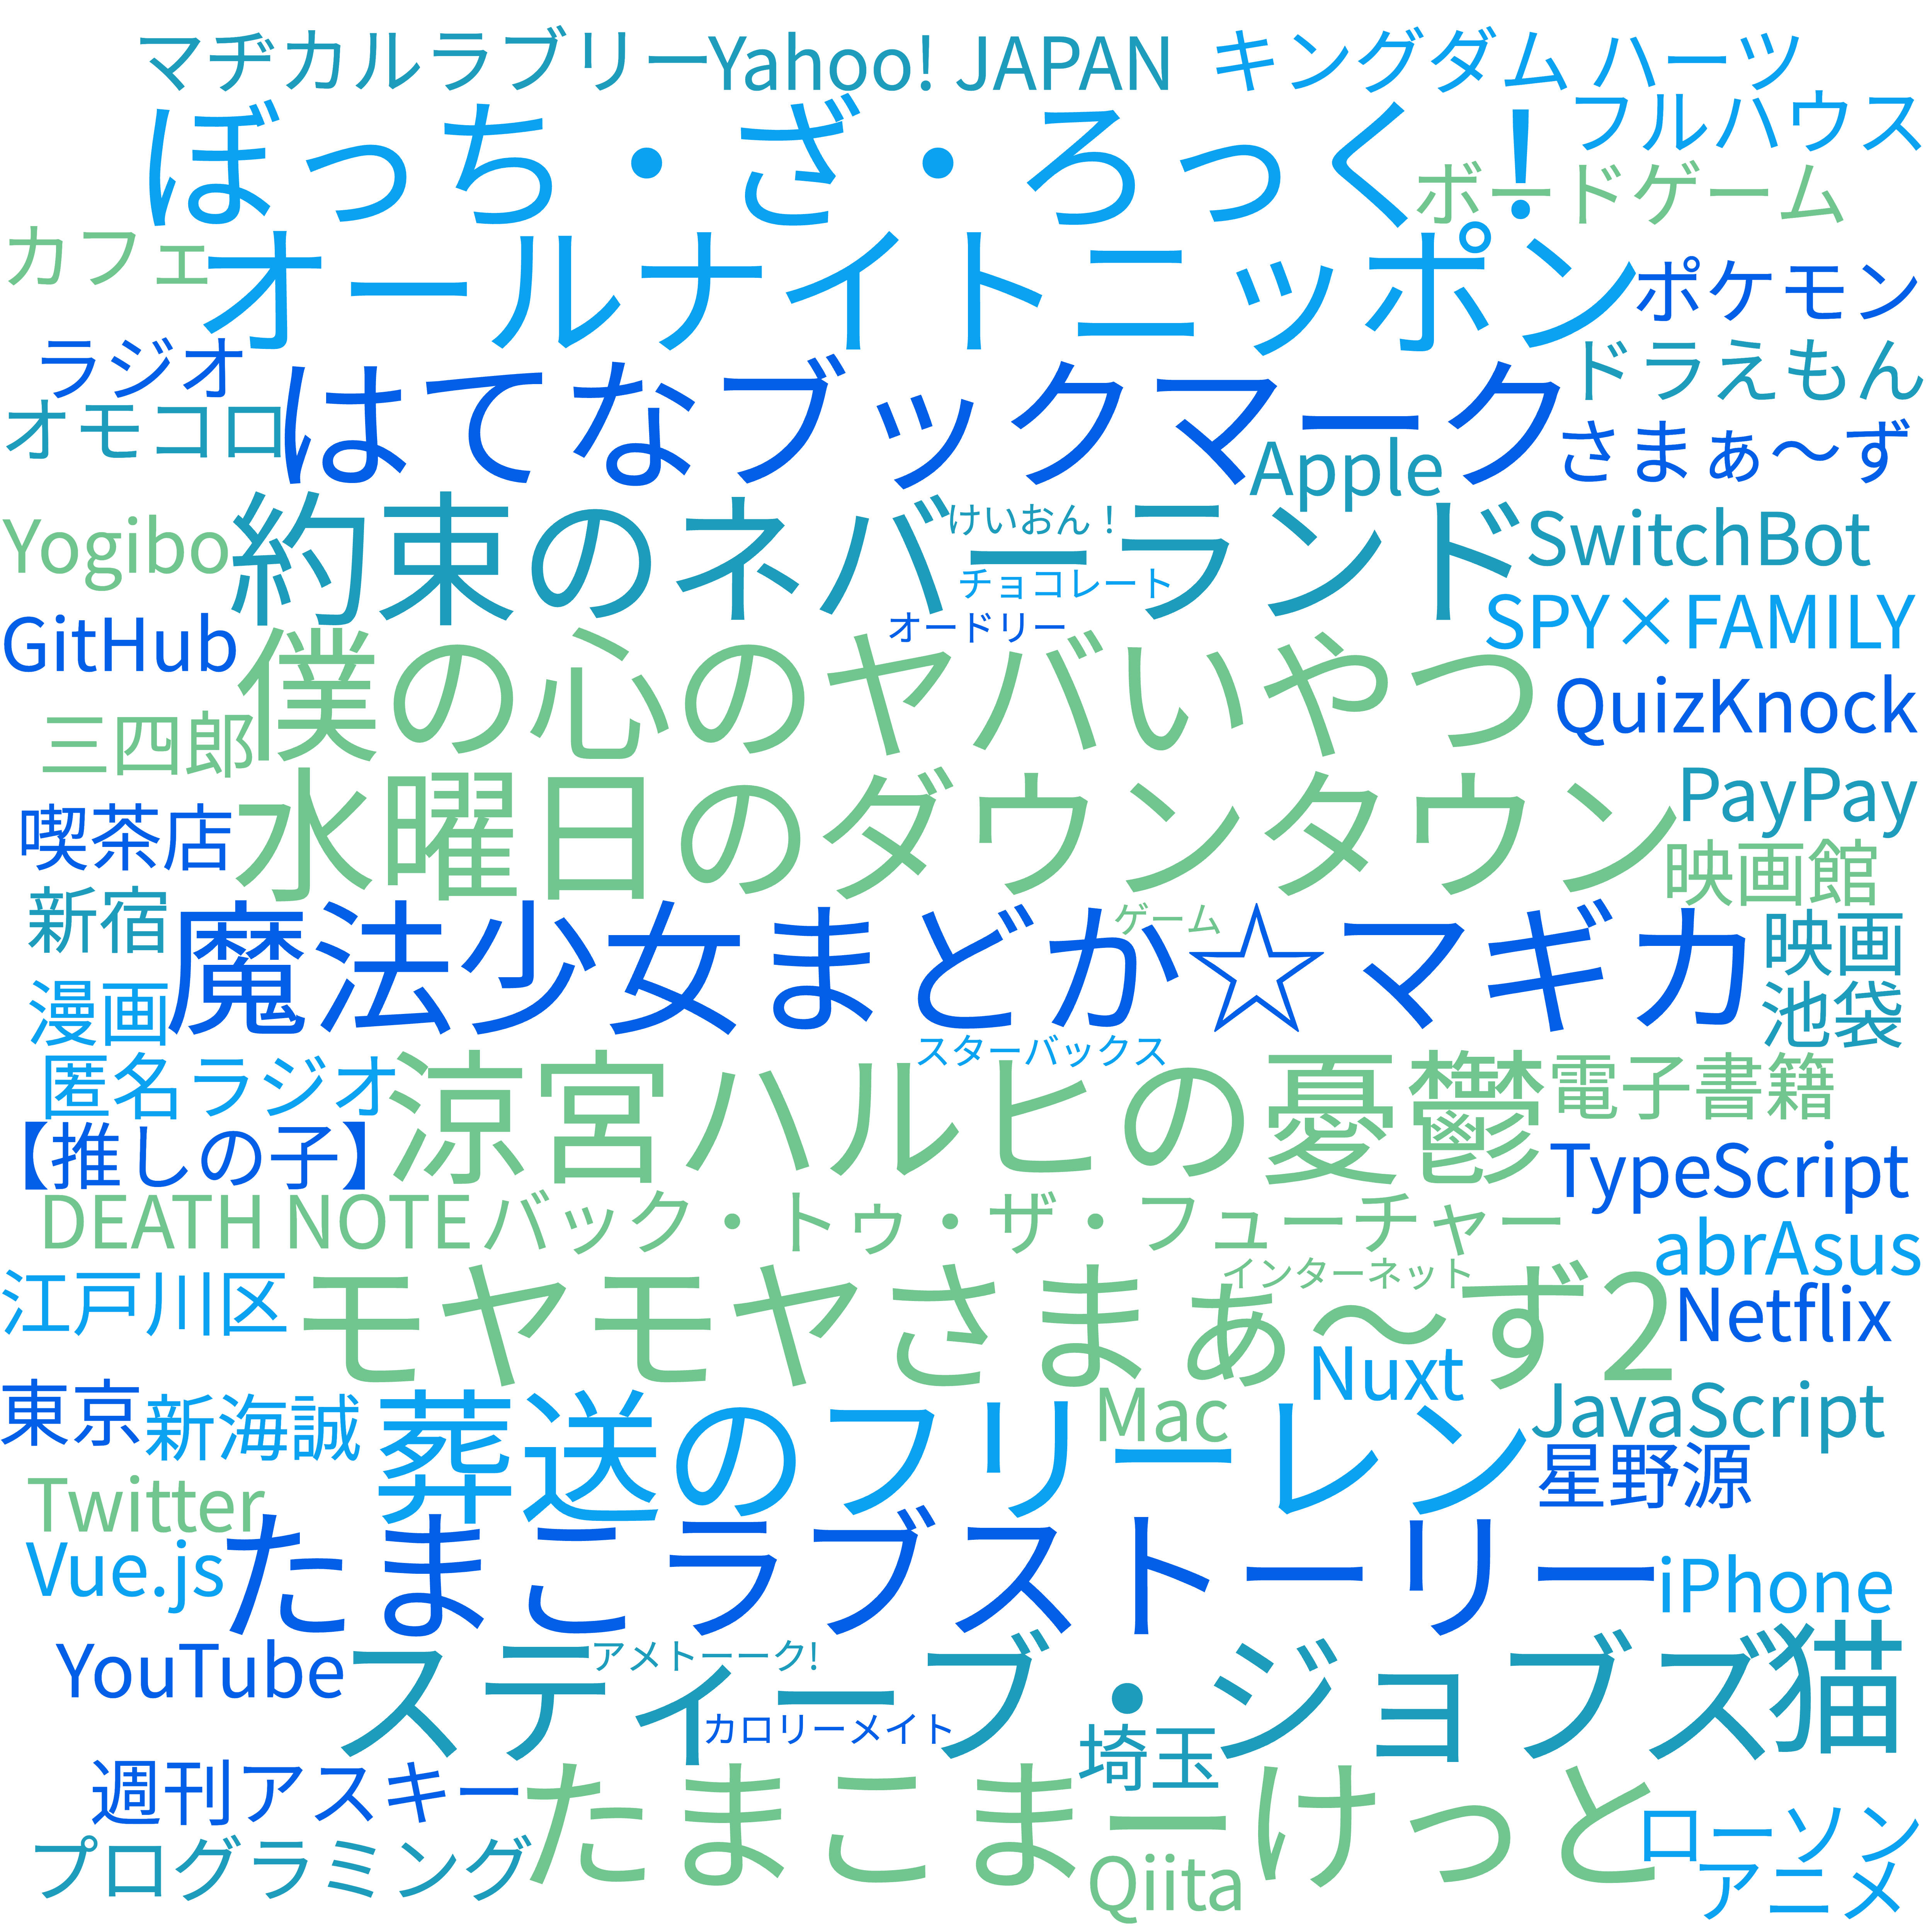 マヂカルラブリー Yahoo! JAPAN キングダム ハーツ
ぼっち・ざ・ろっく！ フルハウス
ボードゲーム
カフェ オールナイトニッポン ポケモン
ラジオ はてなブックマーク ドラえもん
オモコロ Apple さまぁ～ず
Yogibo 約束のネバーランド けいおん！ SwitchBot
チョコレート
GitHub オードリー SPY×FAMILY
僕の心のヤバいやつ QuizKnock
三四郎
喫茶店 水曜日のダウンタウン PayPay
映画館
新宿 魔法少女まどか☆マギカ ゲーム 映画
漫画 池袋
匿名ラジオ 涼宮ハルヒの憂鬱 スターバックス 電子書籍
【推しの子】 TypeScript
DEATH NOTE バック・トゥ・ザ・フューチャー abrAsus
江戸川区 モヤモヤさまぁ～ず2 インターネット Netflix
Nuxt
東京 新海誠 葬送のフリーレン Mac JavaScript
星野源
Twitter
Vue.js たまこラブストーリー iPhone
YouTube スティーブ・ジョブズ アメトーーク! 猫
カロリーメイト
埼玉
週刊アスキー たまこまーけっと ローソン
プログラミング Qiita アニメ